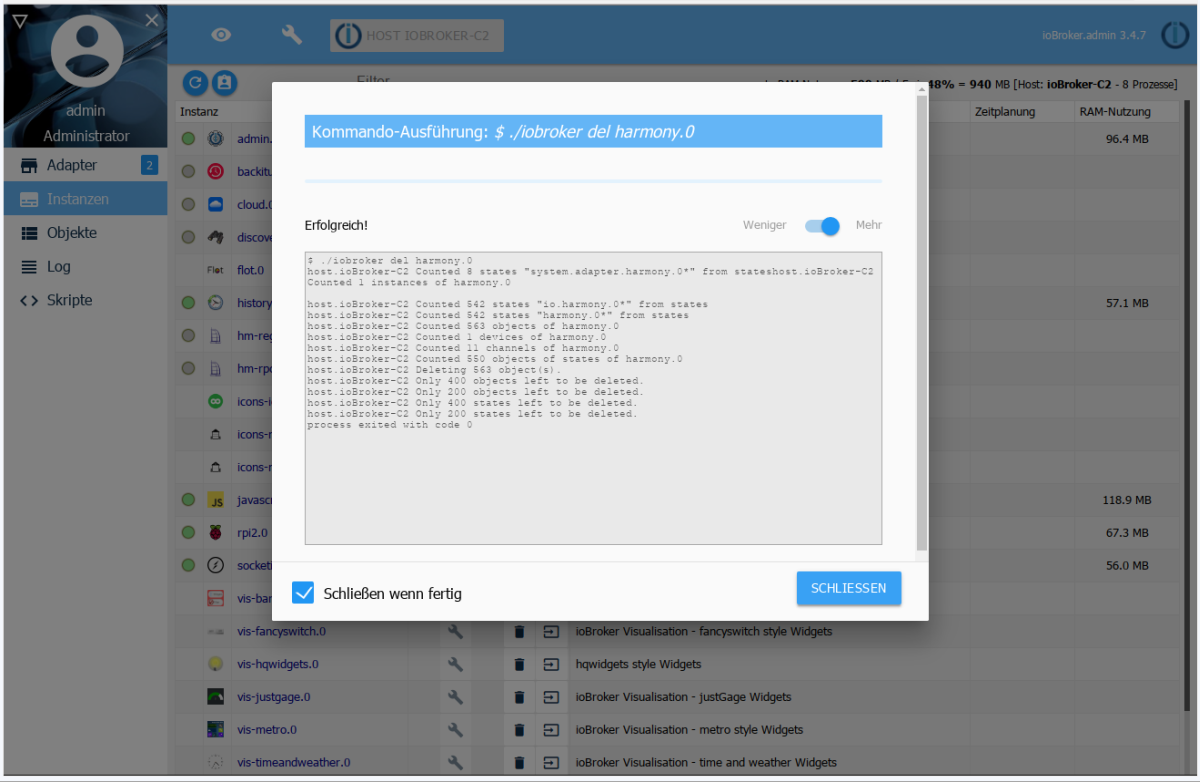 HOST IOBROKER-C2
ioBroker.admin 3.4.7
admin
Administrator
Adapter 2
Instanzen
Objekte
Log
Skripte
Filter
48% = 940 MB [Host: ioBroker-C2 - 8 Prozesse]
Instanz Zeitplanung RAM-Nutzung
admin. 96.4 MB
backitu
cloud.0
discove
Flot flot.0
history 57.1 MB
hm-reg
hm-rpc
icons-i
icons-r
icons-r
JS javasc 118.9 MB
rpi2.0 67.3 MB
socketi 56.0 MB
vis-bar
Kommando-Ausführung: $ ./iobroker del harmony.0
Erfolgreich! Weniger Mehr
$ ./iobroker del harmony.0
host.ioBroker-C2 Counted 8 states "system.adapter.harmony.0*" from stateshost.ioBroker-C2
Counted 1 instances of harmony.0
host.ioBroker-C2 Counted 542 states "io.harmony.0*" from states
host.ioBroker-C2 Counted 542 states "harmony.0*" from states
host.ioBroker-C2 Counted 563 objects of harmony.0
host.ioBroker-C2 Counted 1 devices of harmony.0
host.ioBroker-C2 Counted 11 channels of harmony.0
host.ioBroker-C2 Counted 550 objects of states of harmony.0
host.ioBroker-C2 Deleting 563 object(s).
host.ioBroker-C2 Only 400 objects left to be deleted.
host.ioBroker-C2 Only 200 objects left to be deleted.
host.ioBroker-C2 Only 400 states left to be deleted.
host.ioBroker-C2 Only 200 states left to be deleted.
process exited with code 0
Schließen wenn fertig SCHLIESSEN
vis-fancyswitch.0 ioBroker Visualisation - fancyswitch style Widgets
vis-hqwidgets.0 hqwidgets style Widgets
vis-justgage.0 ioBroker Visualisation - justGage Widgets
vis-metro.0 ioBroker Visualisation - metro style Widgets
vis-timeandweather.0 ioBroker Visualisation - time and weather Widgets